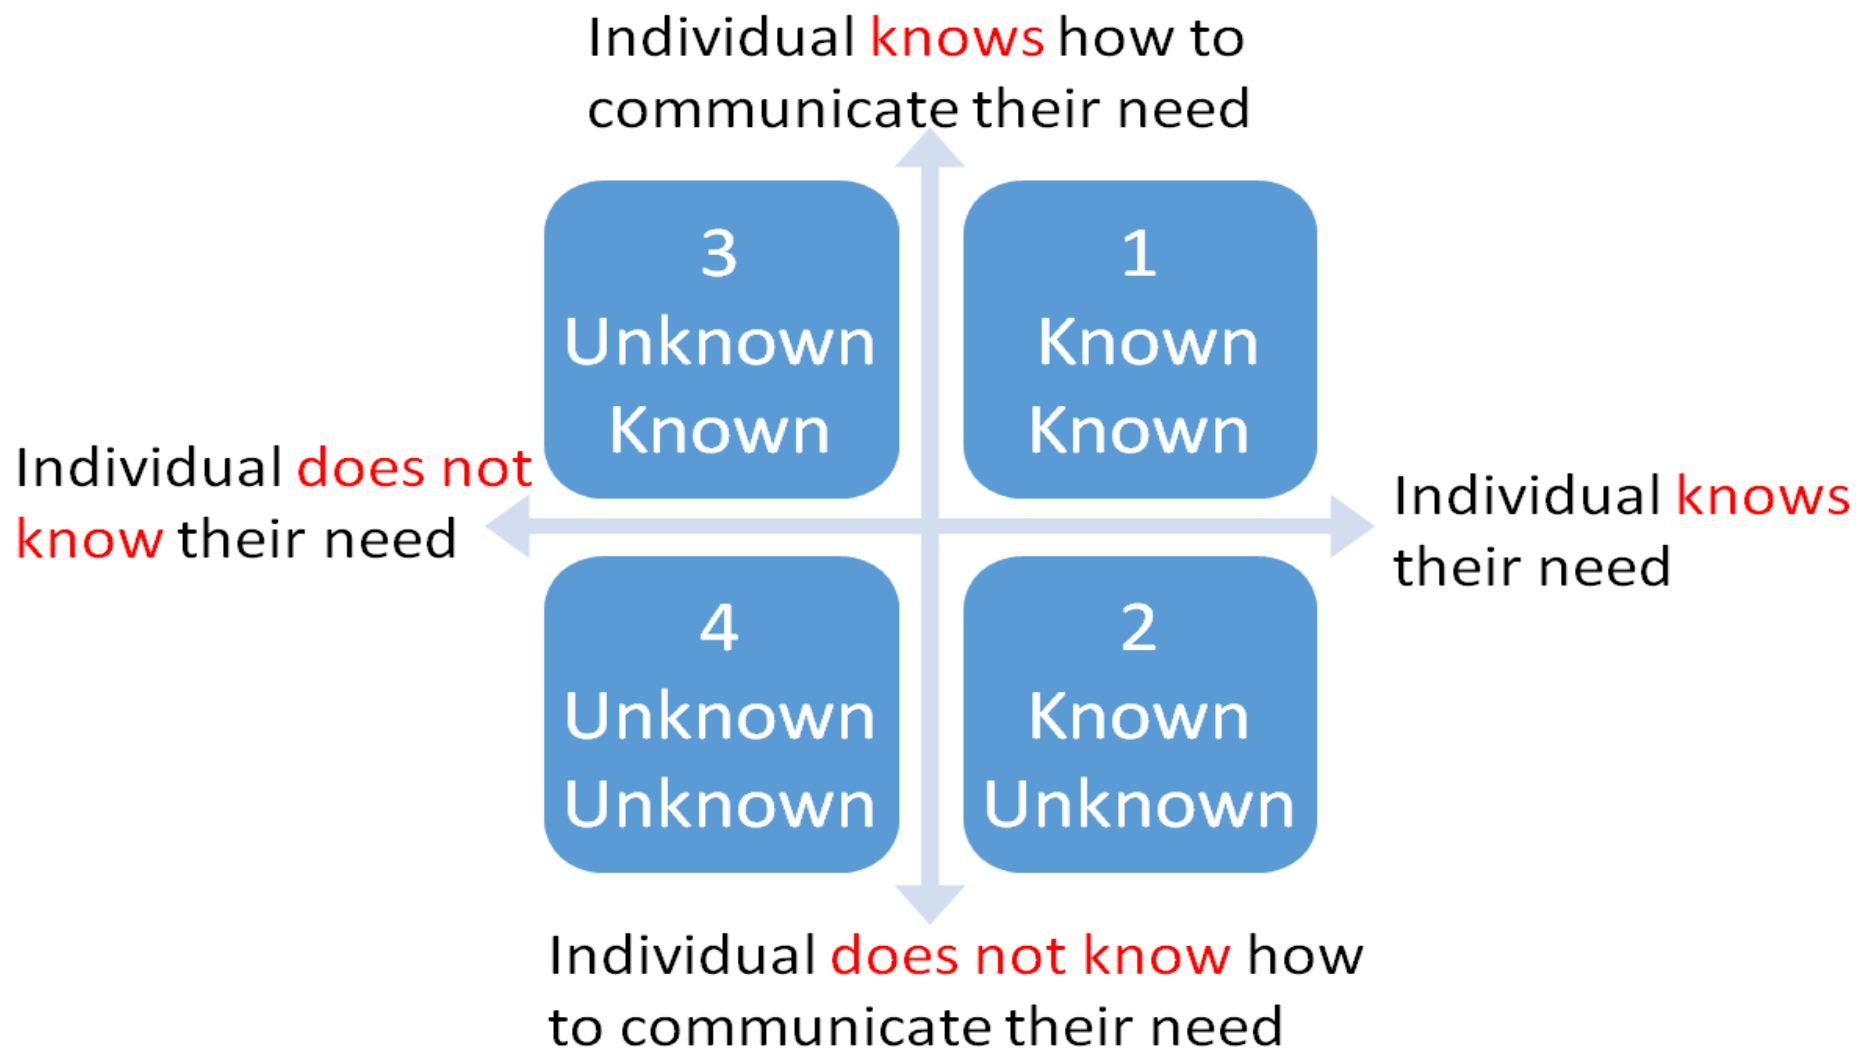 Individual knows how to
communicate their need
3
Unknown
Known
1
Known
Known
Individual does not
know their need
Individual knows
their need
4
Unknown
Unknown
2
Known
Unknown
Individual does not know how
to communicate their need